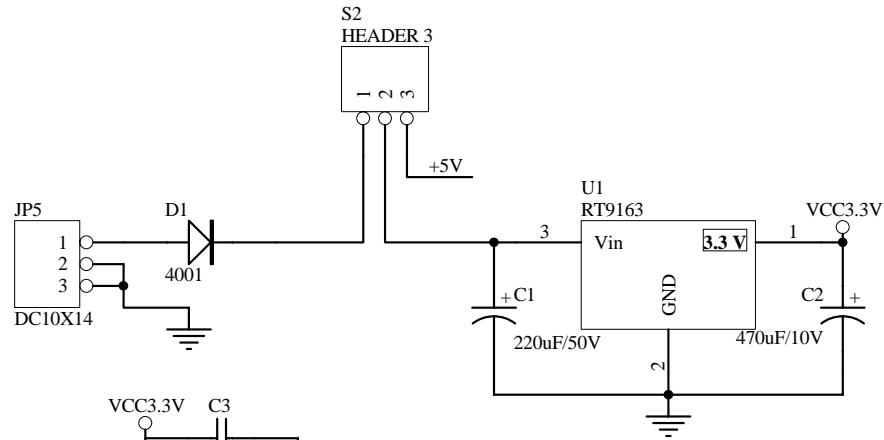 S2
HEADER 3
1
2
3
+5V
JP5
1
2
3
DC10X14
D1
4001
U1
RT9163
3
Vin
3.3 V
1
GND
2
VCC3.3V
+
C1
220uF/50V
C2
+
470uF/10V
VCC3.3V
C3